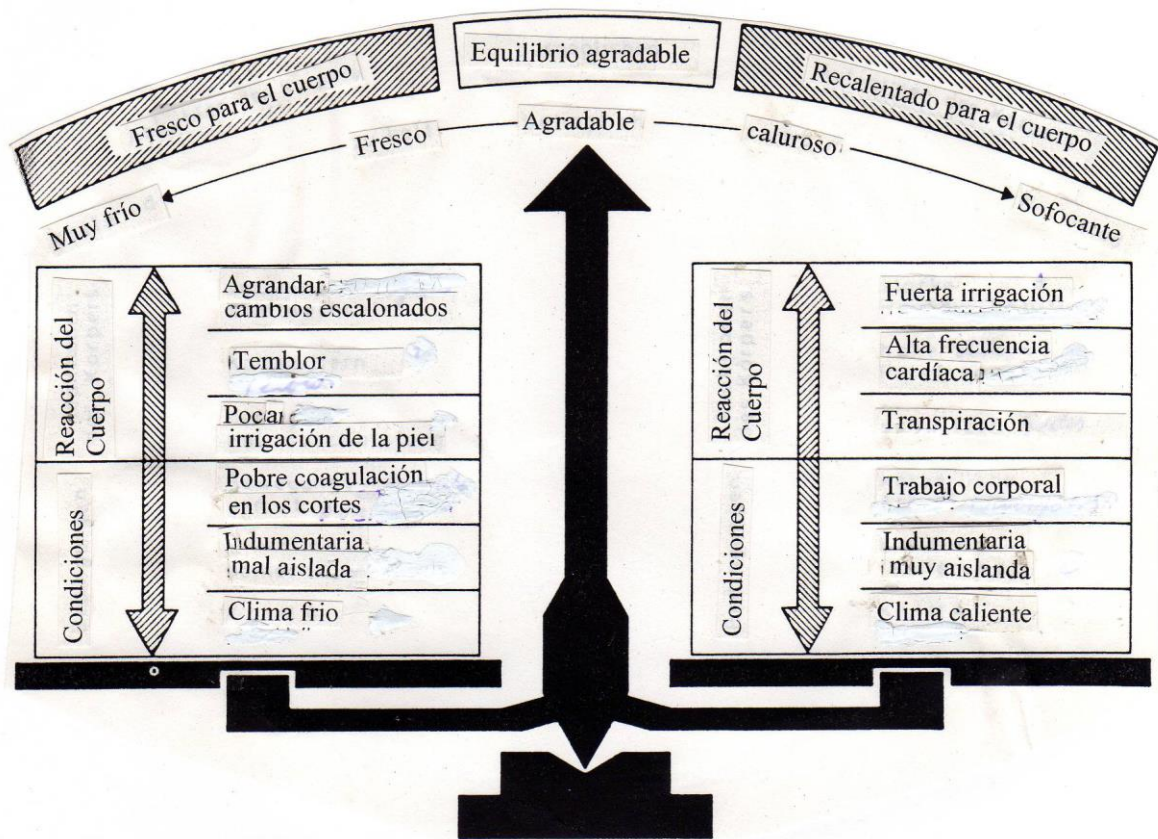 Equilibrio agradable
Fresco para el cuerpo
Recalentado para el cuerpo
Muy frío
Fresco
Agradable
caluroso
Sofocante
Reacción del
Cuerpo
Agrandar
cambios escalonados
Temblor
Poca
irrigación de la piel
Condiciones
Pobre coagulación
en los cortes
Indumentaria
mal aislada
Clima frio
Reacción del
Cuerpo
Fuerta irrigación
Alta frecuencia
cardíaca
Transpiración
Condiciones
Trabajo corporal
Indumentaria
muy aislanda
Clima caliente